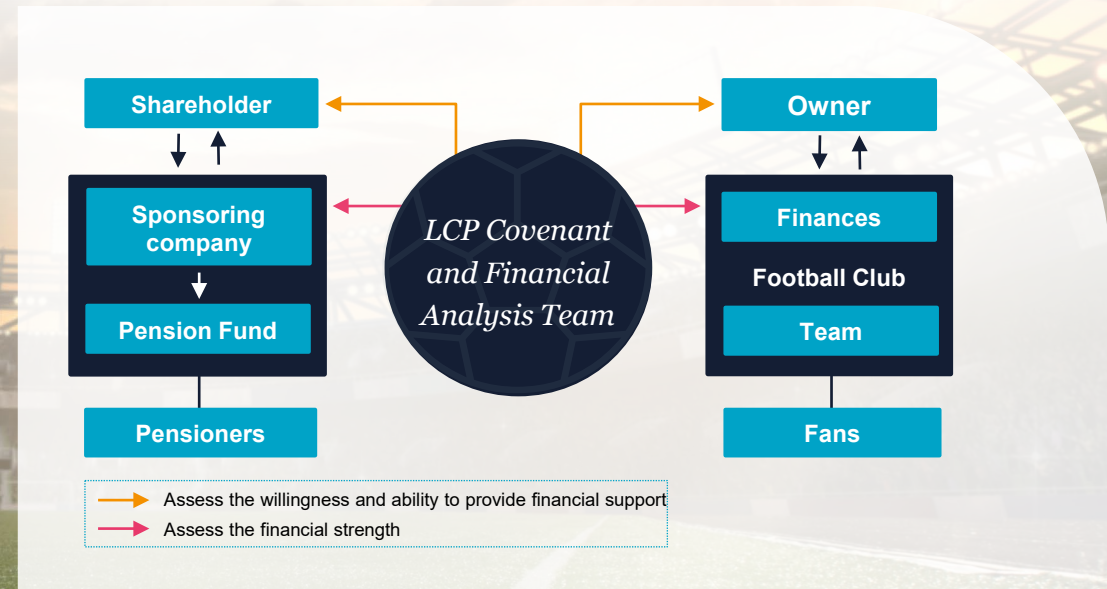 Shareholder
Owner
Sponsoring
company
Pension Fund
Pensioners
LCP Covenant
and Financial
Analysis Team
Finances
Football Club
Team
Fans
Assess the willingness and ability to provide financial support
Assess the financial strength